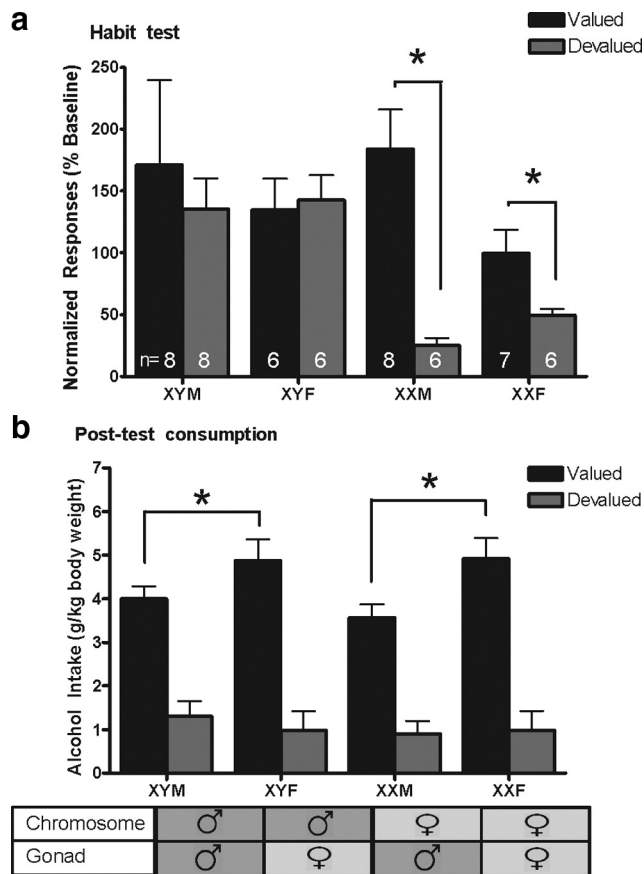 a
Habit test
Valued
Devalued
Normalized Responses (% Baseline)
250
200
150
100
50
0
*
*
n= 8 8 6 6 8 6 7 6
XYM XYF XXM XXF
b
Post-test consumption
Valued
Devalued
Alcohol Intake (g/kg body weight)
7
6
5
4
3
2
1
0
*
*
XYM XYF XXM XXF
Chromosome ♂ ♂ ♀ ♀
Gonad ♂ ♀ ♂ ♀